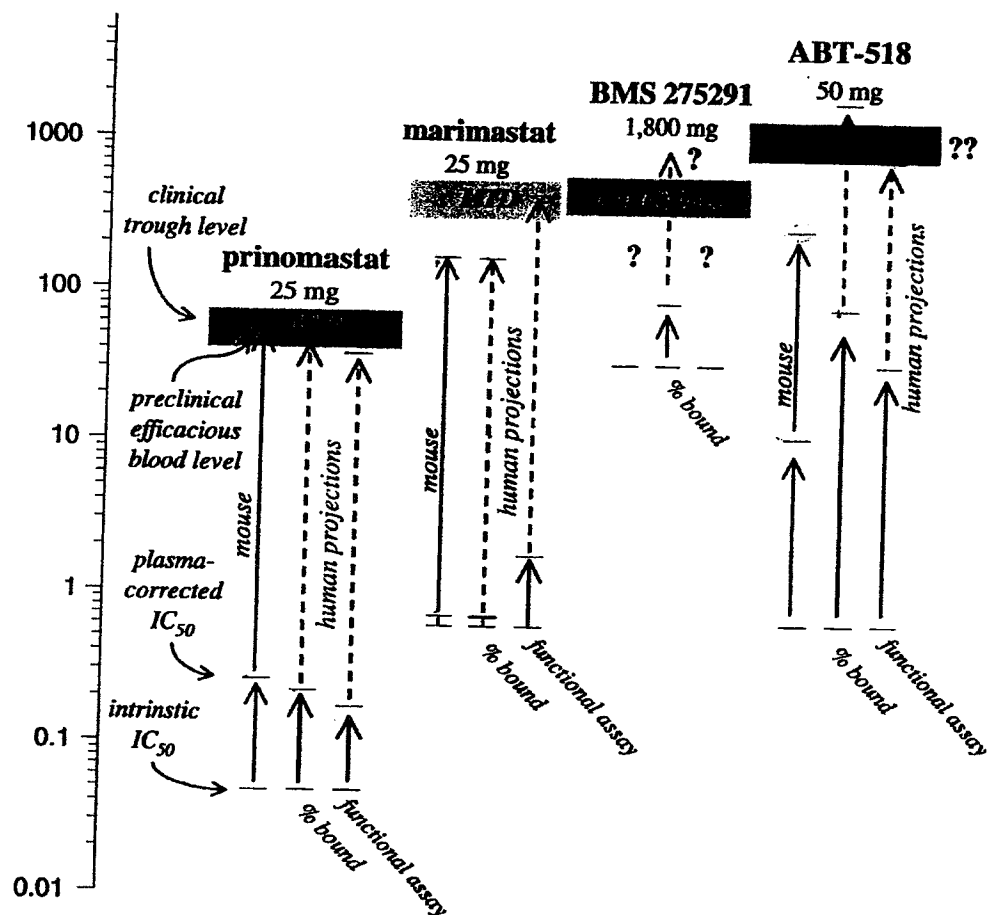 ABT-518
50 mg
BMS 275291
1,800 mg
?
??
marimastat
25 mg
1000
clinical
trough level
prinomastat
25 mg
?
?
100
preclinical
efficacious
blood level
10
mouse
human projections
mouse
human projections
% bound
mouse
human projections
plasma-
corrected
IC50
1
% bound
functional assay
% bound
functional assay
intrinstic
IC50
0.1
% bound
functional assay
0.01